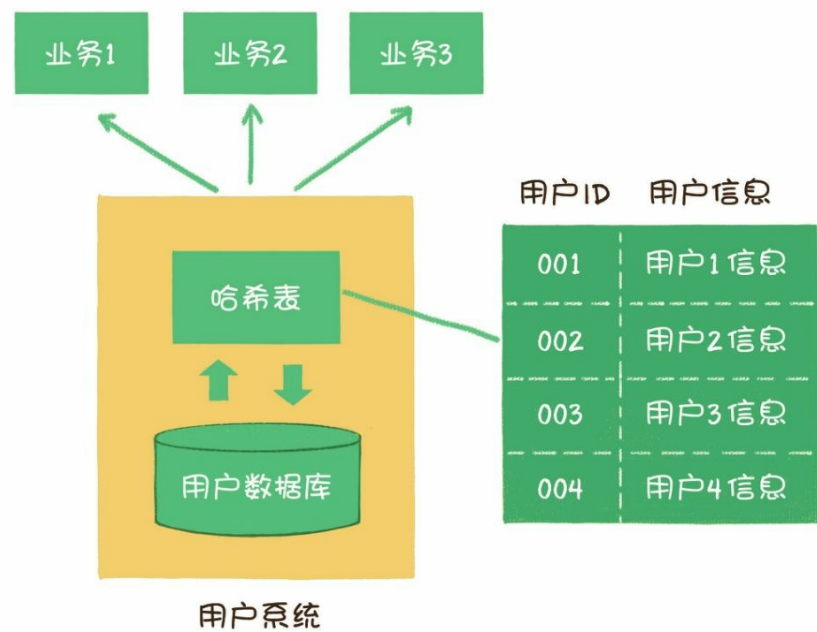 业务1 业务2 业务3
用户ID 用户信息
001 用户1信息
哈希表
002 用户2信息
003 用户3信息
用户数据库
004 用户4信息
用户系统